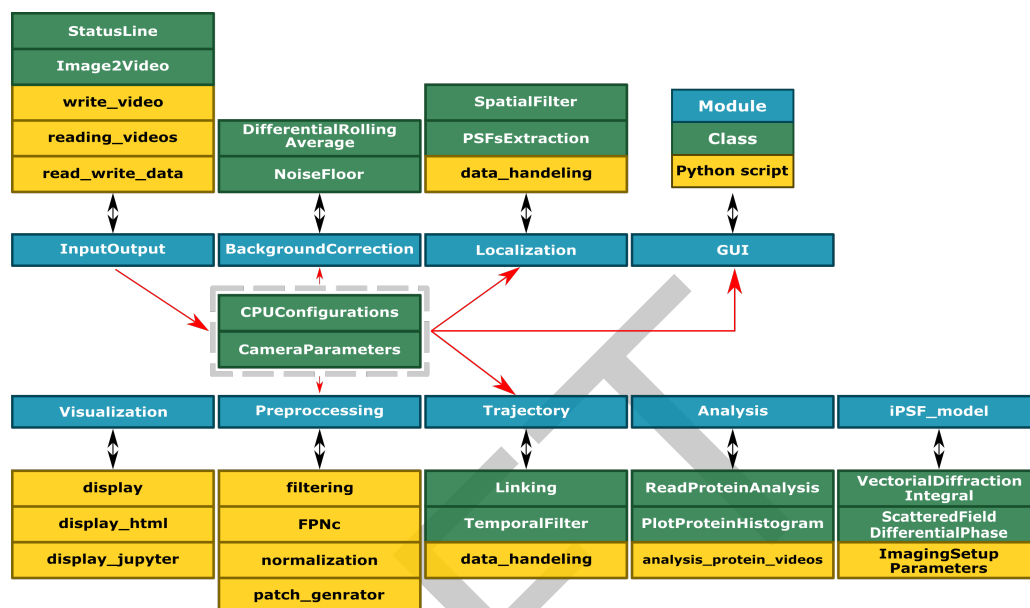 StatusLine
Image2Video
write_video
reading_videos
read_write_data
DifferentialRolling
Average
NoiseFloor
SpatialFilter
PSFsExtraction
data_handeling
Module
Class
Python script
InputOutput
BackgroundCorrection
Localization
GUI
CPUConfigurations
CameraParameters
Visualization
Preproccessing
Trajectory
Analysis
iPSF_model
display
display_html
display_jupyter
filtering
FPNc
normalization
patch_genrator
Linking
TemporalFilter
data_handeling
ReadProteinAnalysis
PlotProteinHistogram
analysis_protein_videos
VectorialDiffraction
Integral
ScatteredField
DifferentialPhase
ImagingSetup
Parameters